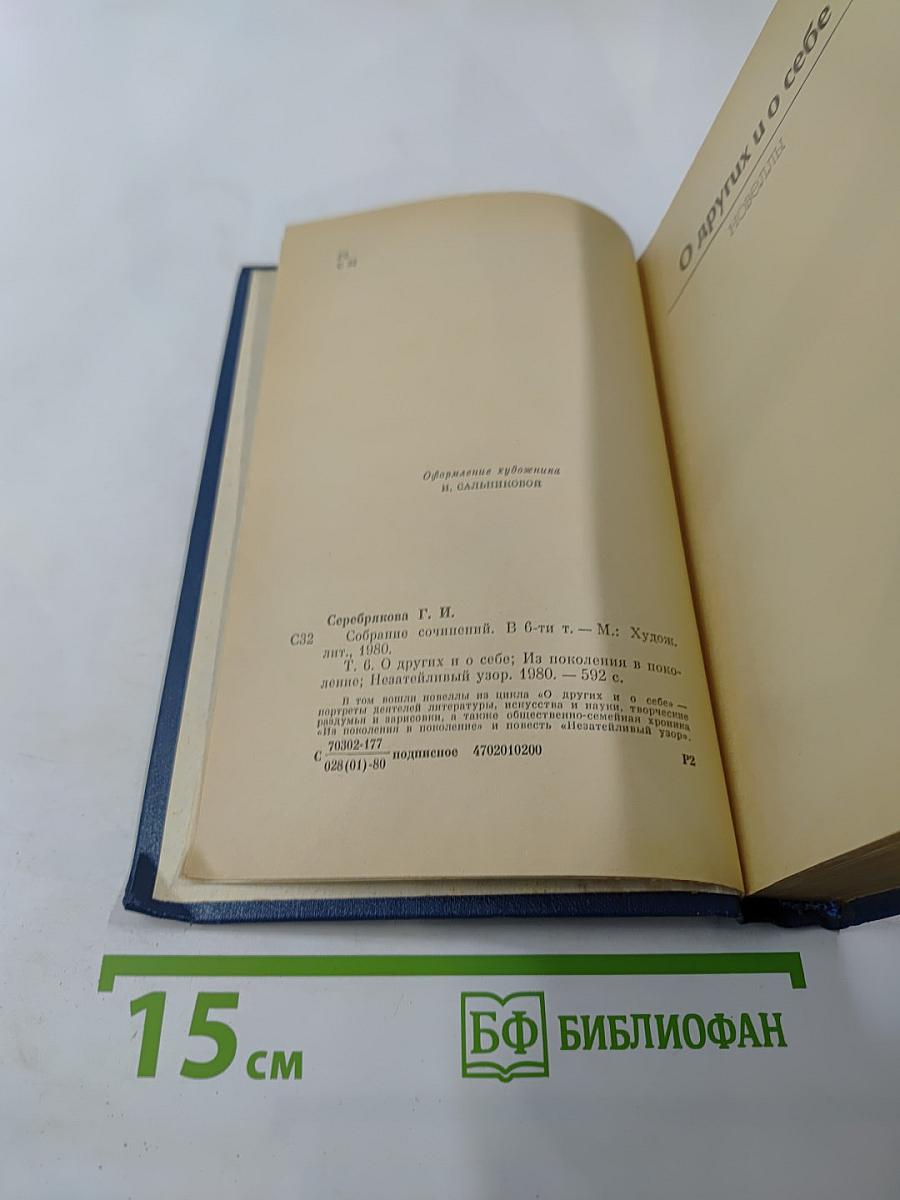 Р2
С 32
Оформление художника
И. САЛЬНИКОВОЙ
Серебрякова Г. И.
С32 Собрание сочинений. В 6-ти т. — М.: Худож.
лит., 1980.
Т. 6. О других и о себе; Из поколения в поко-
ление; Незатейливый узор. 1980. — 592 с.
В том вошли новеллы из цикла «О других и о себе» —
портреты деятелей литературы, искусства и науки, творческие
раздумья и зарисовки, а также общественно-семейная хроника
«Из поколения в поколение» и повесть «Незатейливый узор».
С 70302-177
028(01)-80 подписное 4702010200
Р2
О других и о себе
НОВЕЛЛЫ
15 см
БФ БИБЛИОФАН